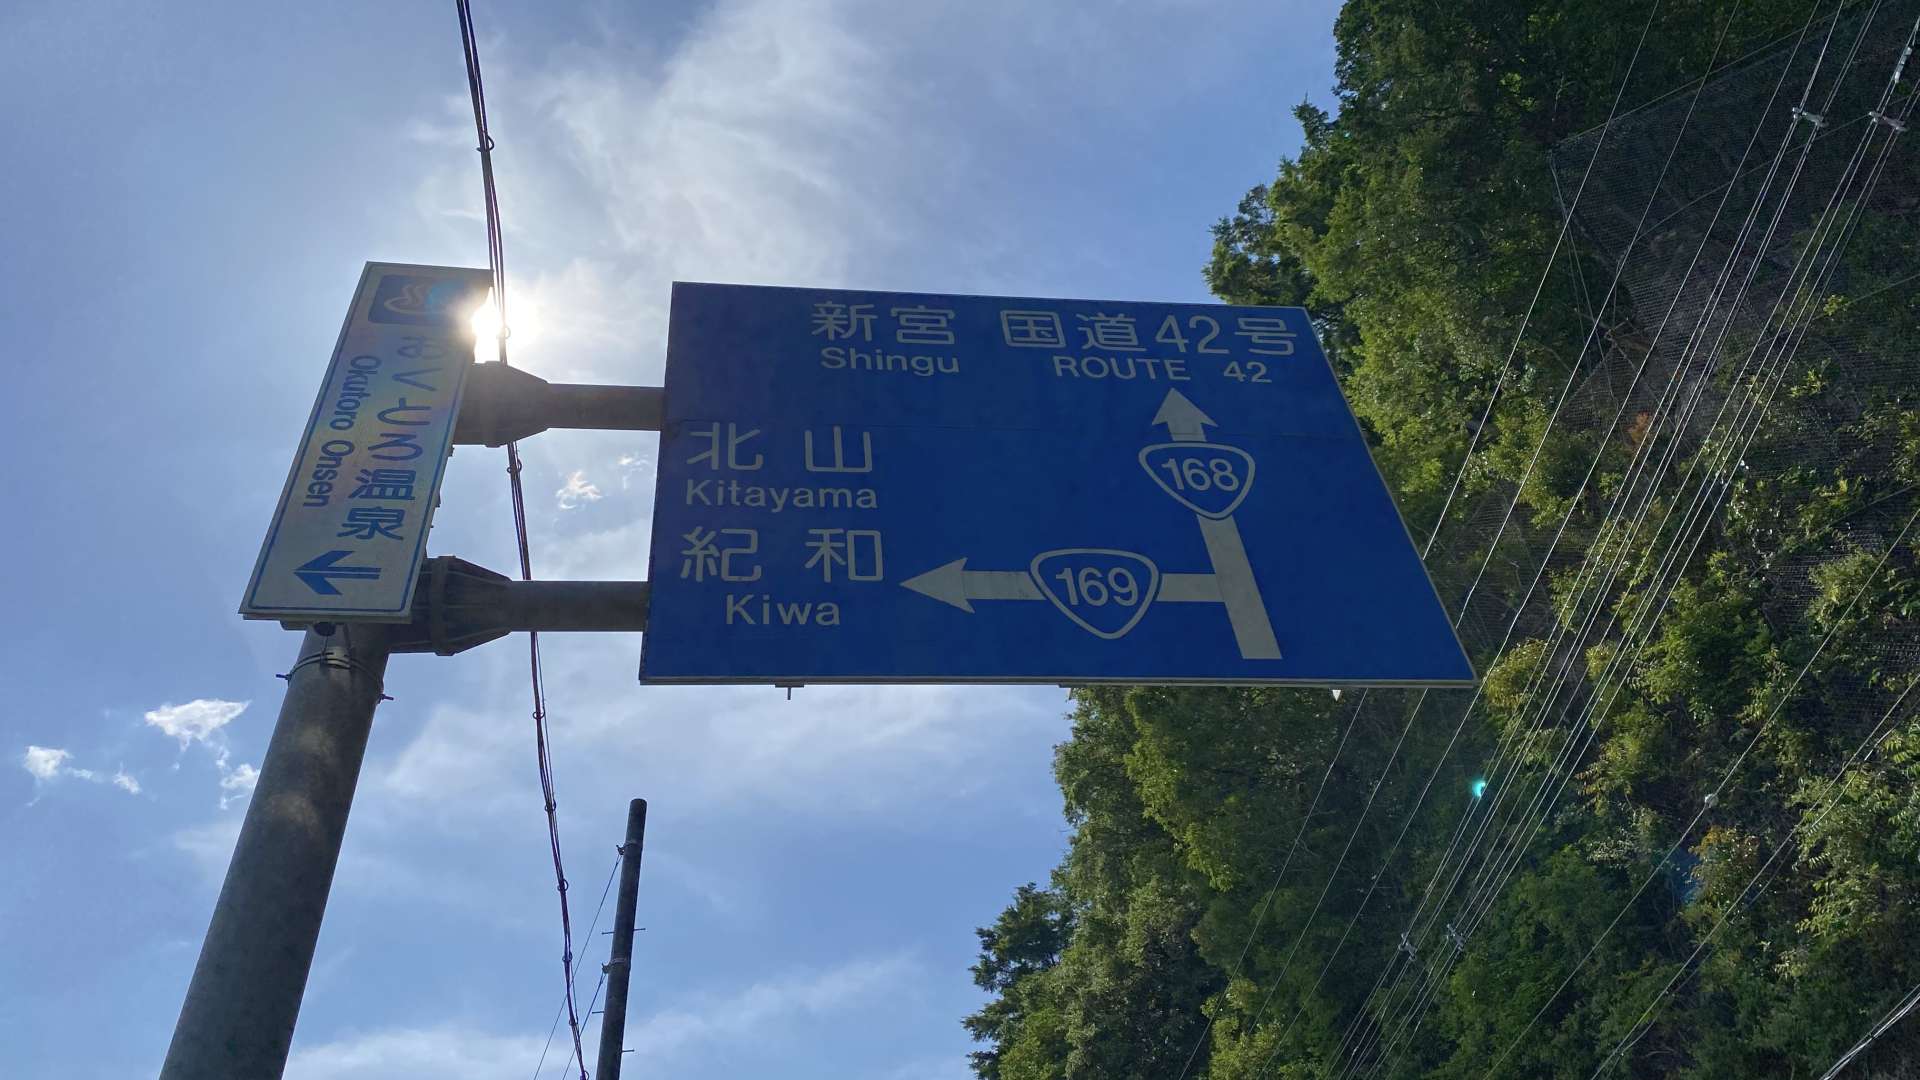 おくとろ温泉
Okutoro Onsen
新宮 国道42号
Shingu ROUTE 42
168
北山
Kitayama
紀和
Kiwa
169